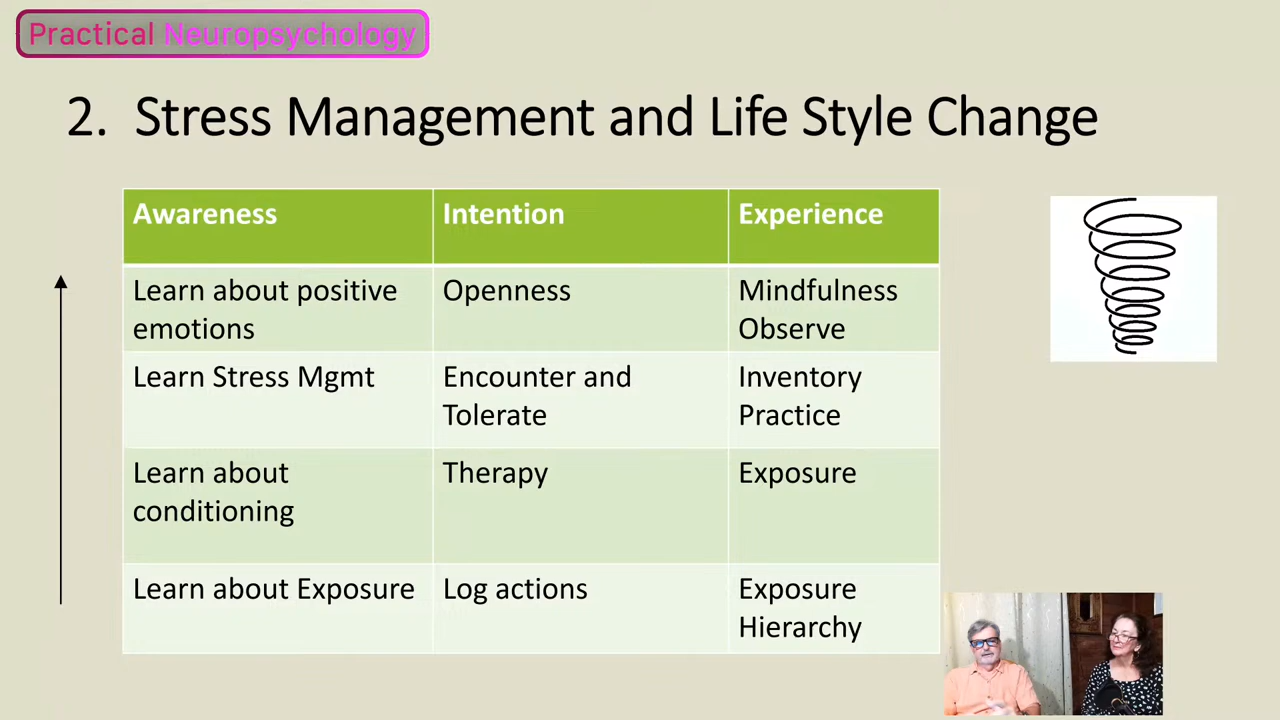 Practical Neuropsychology
2. Stress Management and Life Style Change
Awareness
Intention
Experience
Learn about positive
emotions
Openness
Mindfulness
Observe
Learn Stress Mgmt
Encounter and
Tolerate
Inventory
Practice
Learn about
conditioning
Therapy
Exposure
Learn about Exposure
Log actions
Exposure
Hierarchy